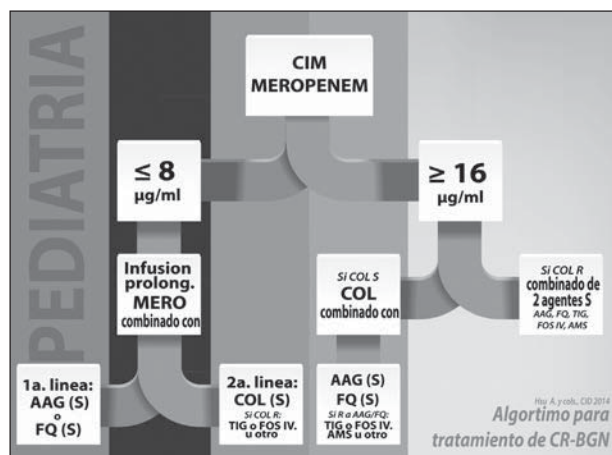 PEDIATRIA
CIM
MEROPENEM
≤ 8
µg/ml
≥ 16
µg/ml
Infusion
prolong.
MERO
combinado con
Si COL S
COL
combinado con
Si COL R
combinado de
2 agentes S
AAG, FQ, TIG,
FOS IV, AMS
1a. linea:
AAG (S)
o
FQ (S)
2a. linea:
COL (S)
Si COL R:
TIG o FOS IV.
u otro
AAG (S)
FQ (S)
Si R a AAG/FQ:
TIG o FOS IV.
AMS u otro
Hsu A. y cols., CID 2014
Algortimo para
tratamiento de CR-BGN